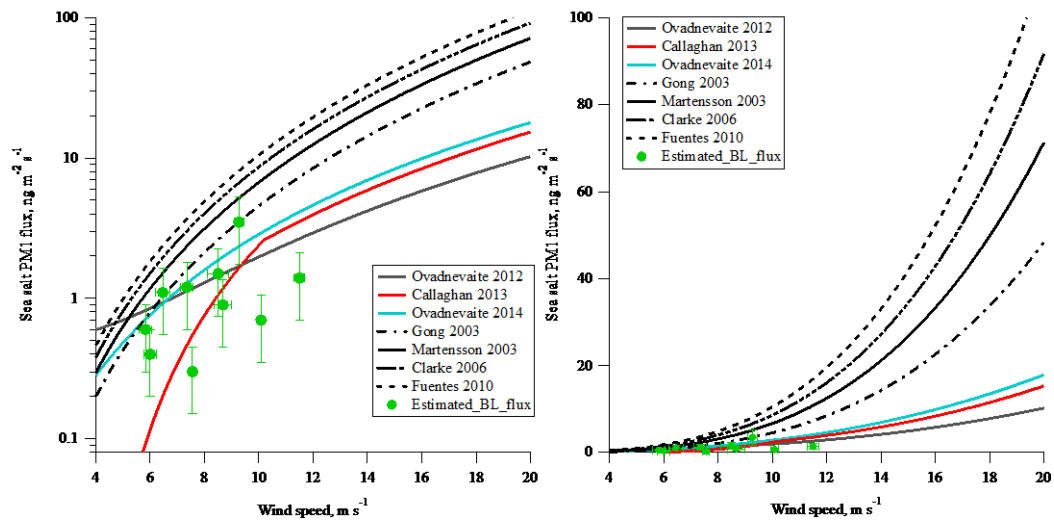 Sea salt PM1 flux, ng m-2 s-1
100
10
1
0.1
4 6 8 10 12 14 16 18 20
Wind speed, m s-1
Ovadnevaite 2012
Callaghan 2013
Ovadnevaite 2014
Gong 2003
Martensson 2003
Clarke 2006
Fuentes 2010
Estimated_BL_flux
Sea salt PM1 flux, ng m-2 s-1
100
80
60
40
20
0
4 6 8 10 12 14 16 18 20
Wind speed, m s-1
Ovadnevaite 2012
Callaghan 2013
Ovadnevaite 2014
Gong 2003
Martensson 2003
Clarke 2006
Fuentes 2010
Estimated_BL_flux